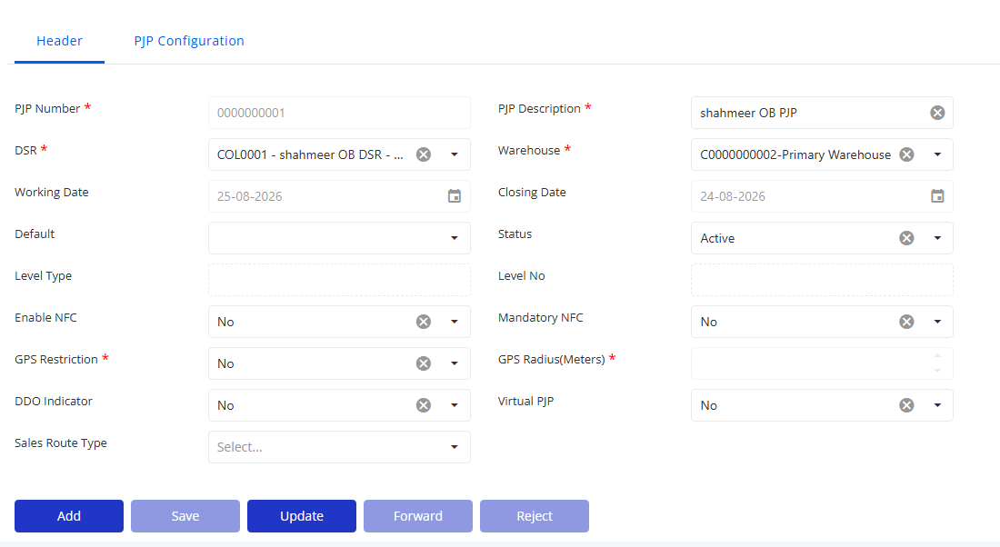 Header PJP Configuration
PJP Number * 0000000001 PJP Description * shahmeer OB PJP
DSR * COL0001 - shahmeer OB DSR - ... Warehouse * C0000000002-Primary Warehouse
Working Date 25-08-2026 Closing Date 24-08-2026
Default Status Active
Level Type Level No
Enable NFC No Mandatory NFC No
GPS Restriction * No GPS Radius(Meters) *
DDO Indicator No Virtual PJP No
Sales Route Type Select...
Add Save Update Forward Reject